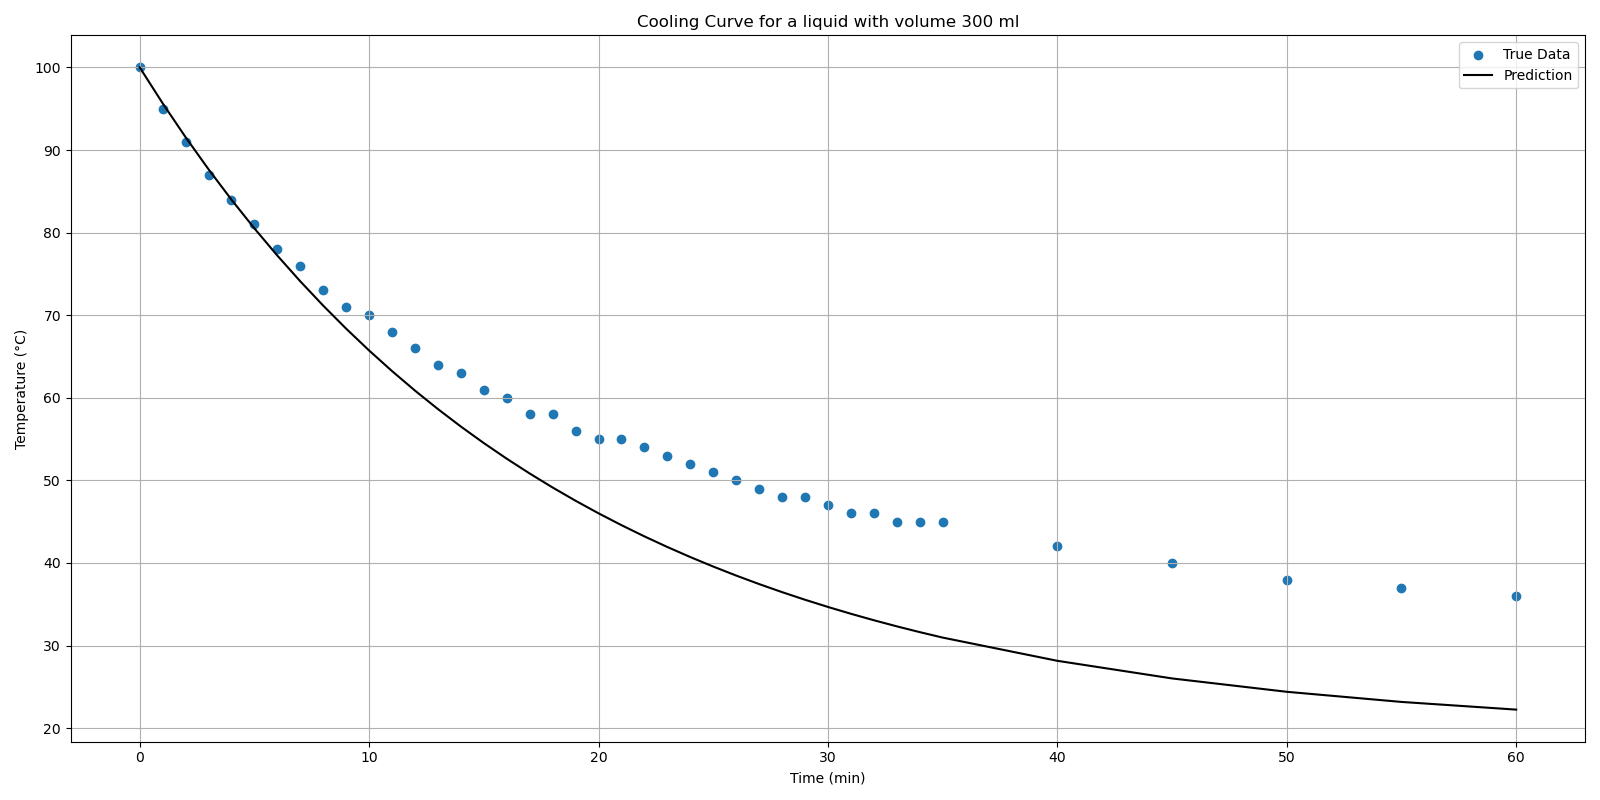 Cooling Curve for a liquid with volume 300 ml
True Data
Prediction
Temperature (°C)
100
90
80
70
60
50
40
30
20
0 10 20 30 40 50 60
Time (min)